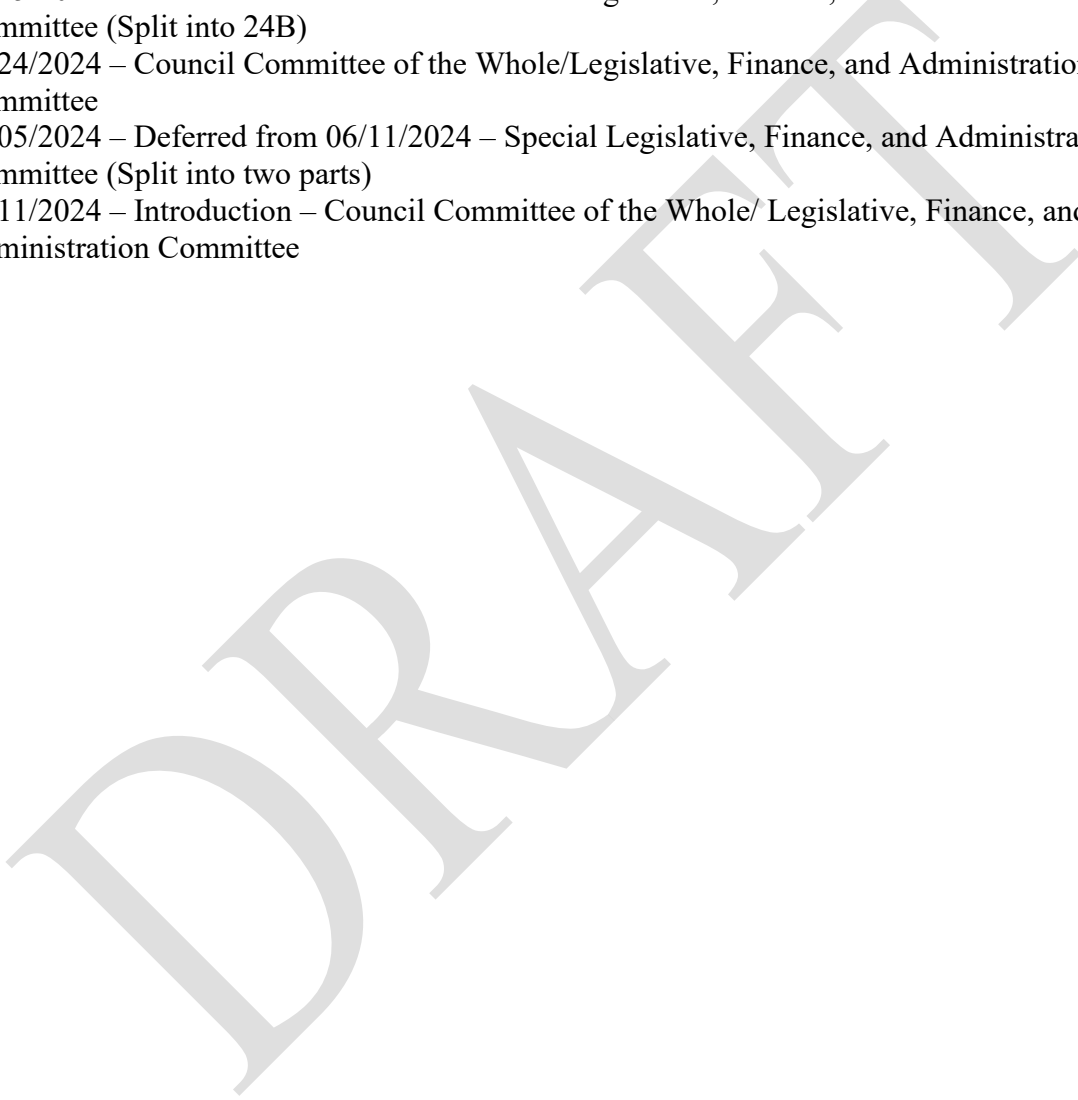 mmittee (Split into 24B)
24/2024 – Council Committee of the Whole/Legislative, Finance, and Administratio
mmittee
05/2024 – Deferred from 06/11/2024 – Special Legislative, Finance, and Administra
mmittee (Split into two parts)
11/2024 – Introduction – Council Committee of the Whole/ Legislative, Finance, and
ministration Committee
DRAFT